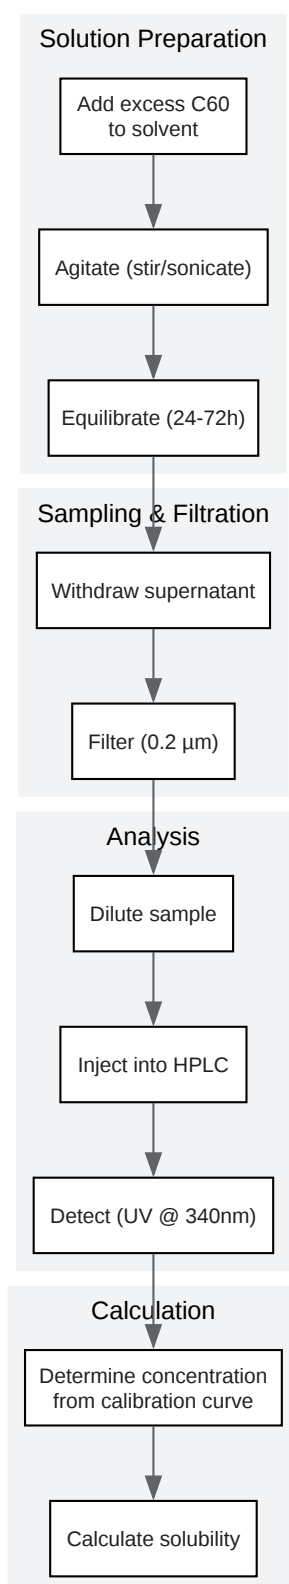 Solution Preparation
Add excess C60
to solvent
Agitate (stir/sonicate)
Equilibrate (24-72h)
Sampling & Filtration
Withdraw supernatant
Filter (0.2 µm)
Analysis
Dilute sample
Inject into HPLC
Detect (UV @ 340nm)
Calculation
Determine concentration
from calibration curve
Calculate solubility